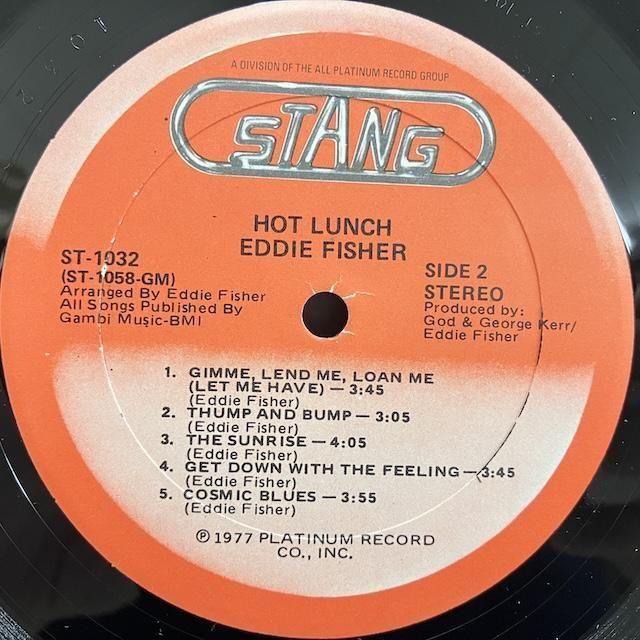 A DIVISION OF THE ALL PLATINUM RECORD GROUP
STANG
HOT LUNCH
EDDIE FISHER
ST-1032
(ST-1058-GM)
Arranged By Eddie Fisher
All Songs Published By
Gambi Music-BMI
SIDE 2
STEREO
Produced by:
God & George Kerr/
Eddie Fisher
1. GIMME, LEND ME, LOAN ME
(LET ME HAVE) — 3:45
(Eddie Fisher)
2. THUMP AND BUMP — 3:05
(Eddie Fisher)
3. THE SUNRISE — 4:05
(Eddie Fisher)
4. GET DOWN WITH THE FEELING — 3:45
(Eddie Fisher)
5. COSMIC BLUES — 3:55
(Eddie Fisher)
℗ 1977 PLATINUM RECORD
CO., INC.